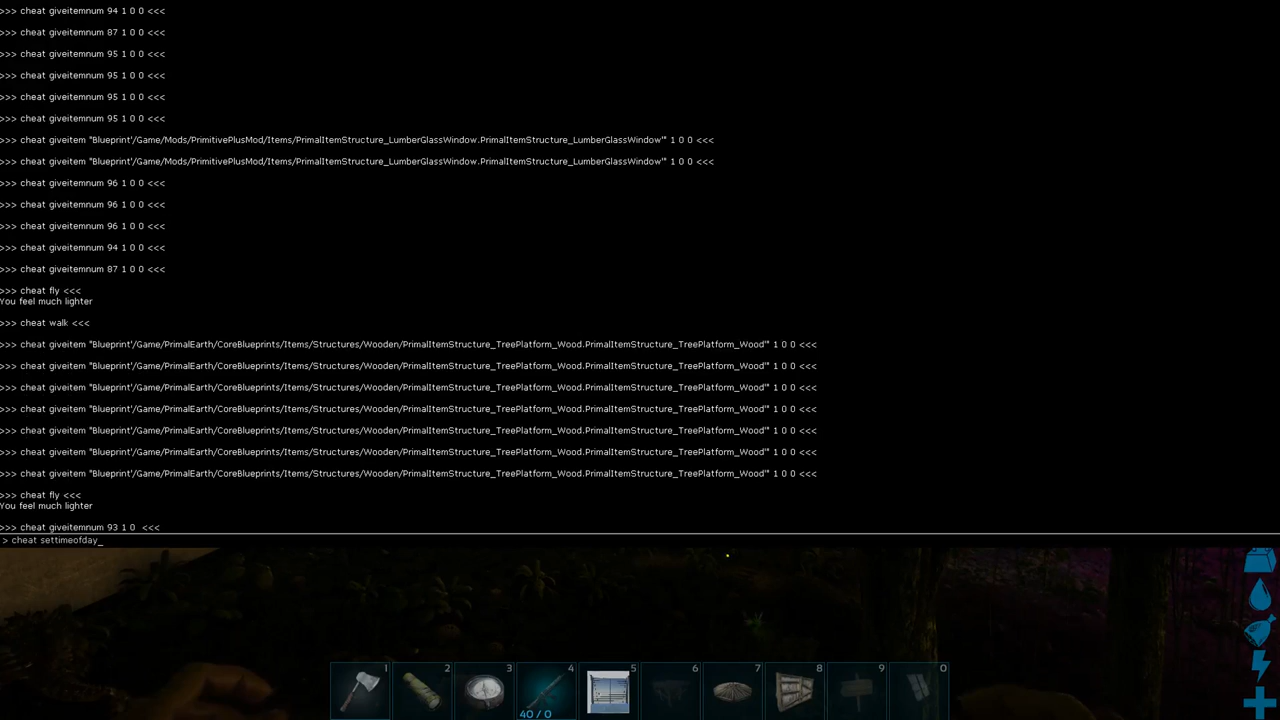 >>> cheat giveitemnum 94 1 0 0 <<<
>>> cheat giveitemnum 87 1 0 0 <<<
>>> cheat giveitemnum 95 1 0 0 <<<
>>> cheat giveitemnum 95 1 0 0 <<<
>>> cheat giveitemnum 95 1 0 0 <<<
>>> cheat giveitemnum 95 1 0 0 <<<
>>> cheat giveitem "Blueprint'/Game/Mods/PrimitivePlusMod/Items/PrimalItemStructure_LumberGlassWindow.PrimalItemStructure_LumberGlassWindow'" 1 0 0 <<<
>>> cheat giveitem "Blueprint'/Game/Mods/PrimitivePlusMod/Items/PrimalItemStructure_LumberGlassWindow.PrimalItemStructure_LumberGlassWindow'" 1 0 0 <<<
>>> cheat giveitemnum 96 1 0 0 <<<
>>> cheat giveitemnum 96 1 0 0 <<<
>>> cheat giveitemnum 96 1 0 0 <<<
>>> cheat giveitemnum 94 1 0 0 <<<
>>> cheat giveitemnum 87 1 0 0 <<<
>>> cheat fly <<<
You feel much lighter
>>> cheat walk <<<
>>> cheat giveitem "Blueprint'/Game/PrimalEarth/CoreBlueprints/Items/Structures/Wooden/PrimalItemStructure_TreePlatform_Wood.PrimalItemStructure_TreePlatform_Wood'" 1 0 0 <<<
>>> cheat giveitem "Blueprint'/Game/PrimalEarth/CoreBlueprints/Items/Structures/Wooden/PrimalItemStructure_TreePlatform_Wood.PrimalItemStructure_TreePlatform_Wood'" 1 0 0 <<<
>>> cheat giveitem "Blueprint'/Game/PrimalEarth/CoreBlueprints/Items/Structures/Wooden/PrimalItemStructure_TreePlatform_Wood.PrimalItemStructure_TreePlatform_Wood'" 1 0 0 <<<
>>> cheat giveitem "Blueprint'/Game/PrimalEarth/CoreBlueprints/Items/Structures/Wooden/PrimalItemStructure_TreePlatform_Wood.PrimalItemStructure_TreePlatform_Wood'" 1 0 0 <<<
>>> cheat giveitem "Blueprint'/Game/PrimalEarth/CoreBlueprints/Items/Structures/Wooden/PrimalItemStructure_TreePlatform_Wood.PrimalItemStructure_TreePlatform_Wood'" 1 0 0 <<<
>>> cheat giveitem "Blueprint'/Game/PrimalEarth/CoreBlueprints/Items/Structures/Wooden/PrimalItemStructure_TreePlatform_Wood.PrimalItemStructure_TreePlatform_Wood'" 1 0 0 <<<
>>> cheat giveitem "Blueprint'/Game/PrimalEarth/CoreBlueprints/Items/Structures/Wooden/PrimalItemStructure_TreePlatform_Wood.PrimalItemStructure_TreePlatform_Wood'" 1 0 0 <<<
>>> cheat fly <<<
You feel much lighter
>>> cheat giveitemnum 93 1 0  <<<
> cheat settimeofday_
1 2 3 4 5 6 7 8 9 0
40 / 0